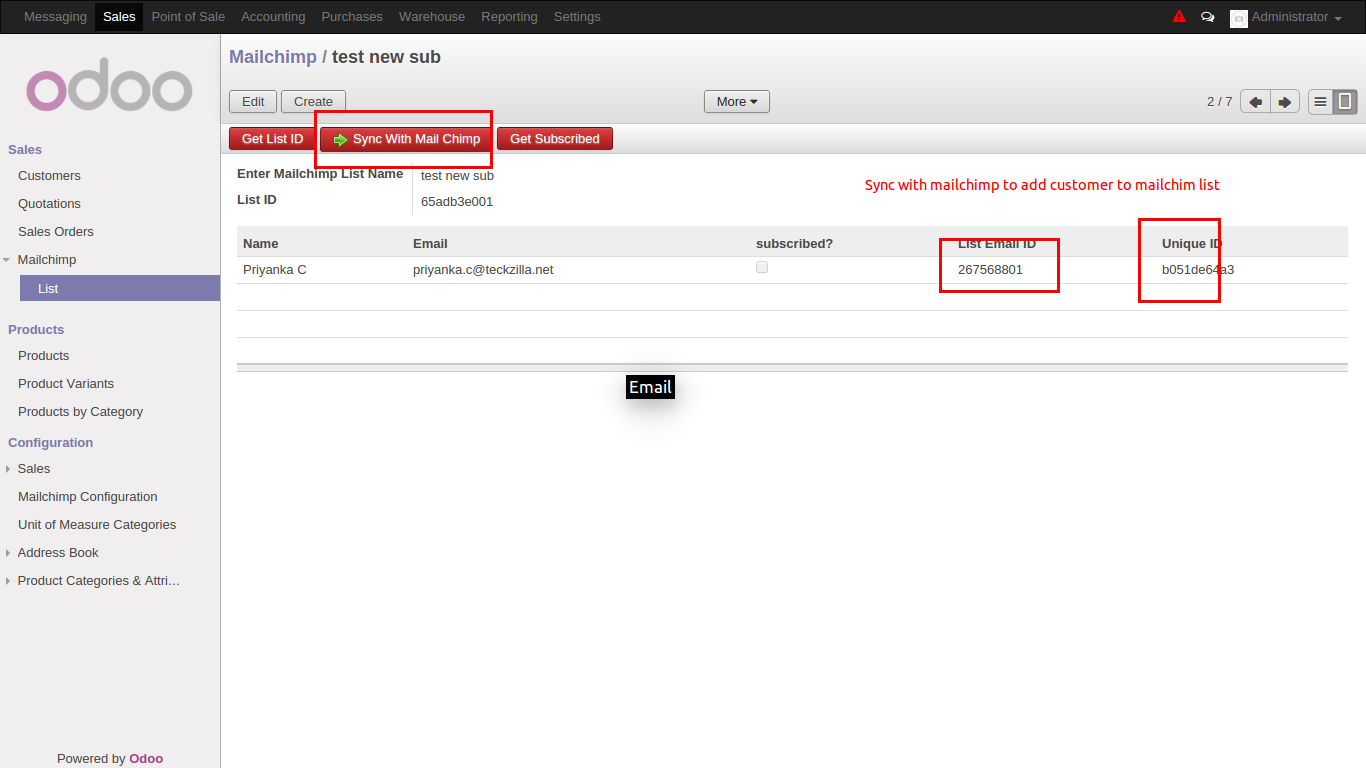 Messaging Sales Point of Sale Accounting Purchases Warehouse Reporting Settings Administrator
odoo
Sales
Customers
Quotations
Sales Orders
Mailchimp
List
Products
Products
Product Variants
Products by Category
Configuration
Sales
Mailchimp Configuration
Unit of Measure Categories
Address Book
Product Categories & Attri…
Powered by Odoo
Mailchimp / test new sub
Edit Create More 2 / 7
Get List ID Sync With Mail Chimp Get Subscribed
Enter Mailchimp List Name test new sub
Sync with mailchimp to add customer to mailchim list
List ID 65adb3e001
Name Email subscribed? List Email ID Unique ID
Priyanka C priyanka.c@teckzilla.net 267568801 b051de64a3
Email